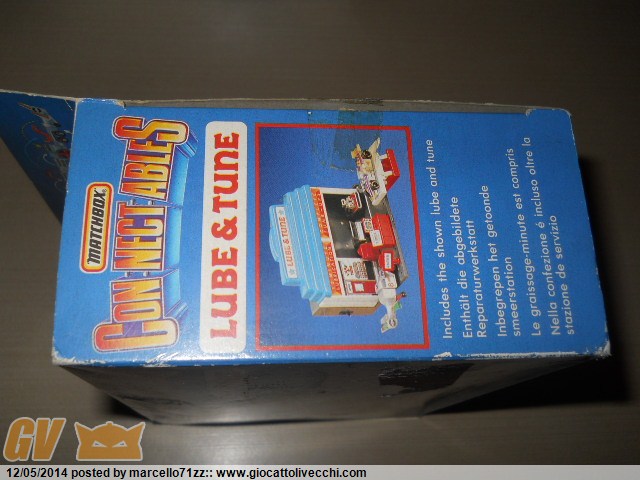 MATCHBOX
CON·NECT·ABLES
LUBE & TUNE
LUBE & TUNE
Includes the shown lube and tune
Enthält die abgebildete
Reparaturwerkstatt
Inbegrepen het getoonde
smeerstation
Le graissage-minute est compris
Nella confezione é incluso oltre la
stazione de servizio
GV
12/05/2014 posted by marcello71zz:: www.giocattolivecchi.com